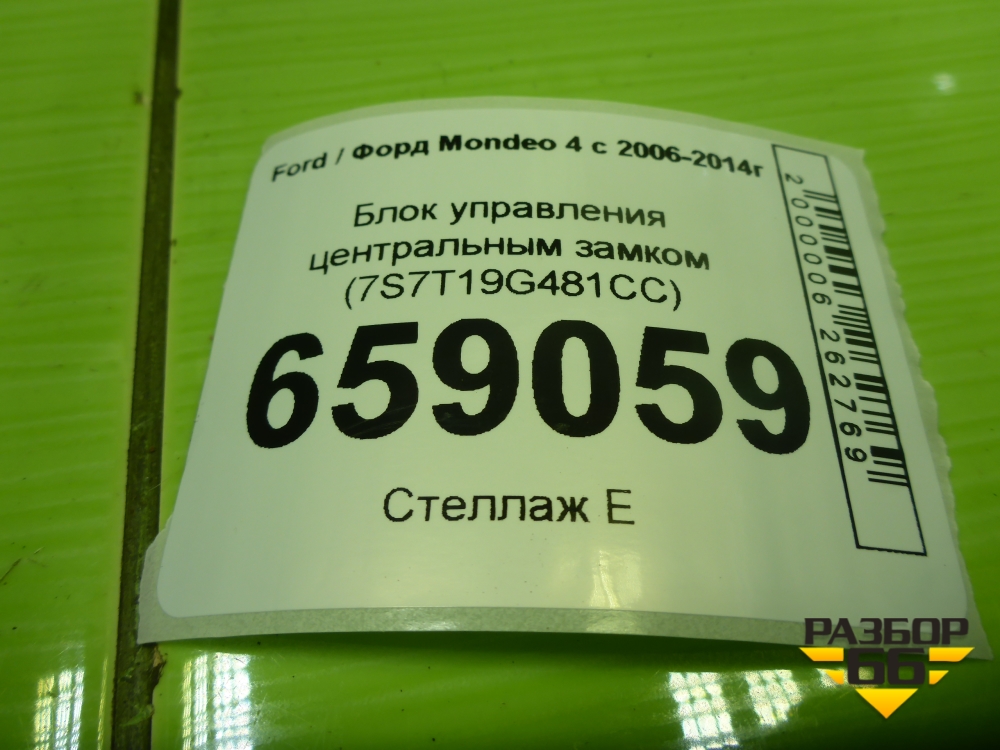 Ford / Форд Mondeo 4 с 2006-2014г
Блок управления
центральным замком
(7S7T19G481CC)
659059
Стеллаж Е
2000006262769
РАЗБОР
66